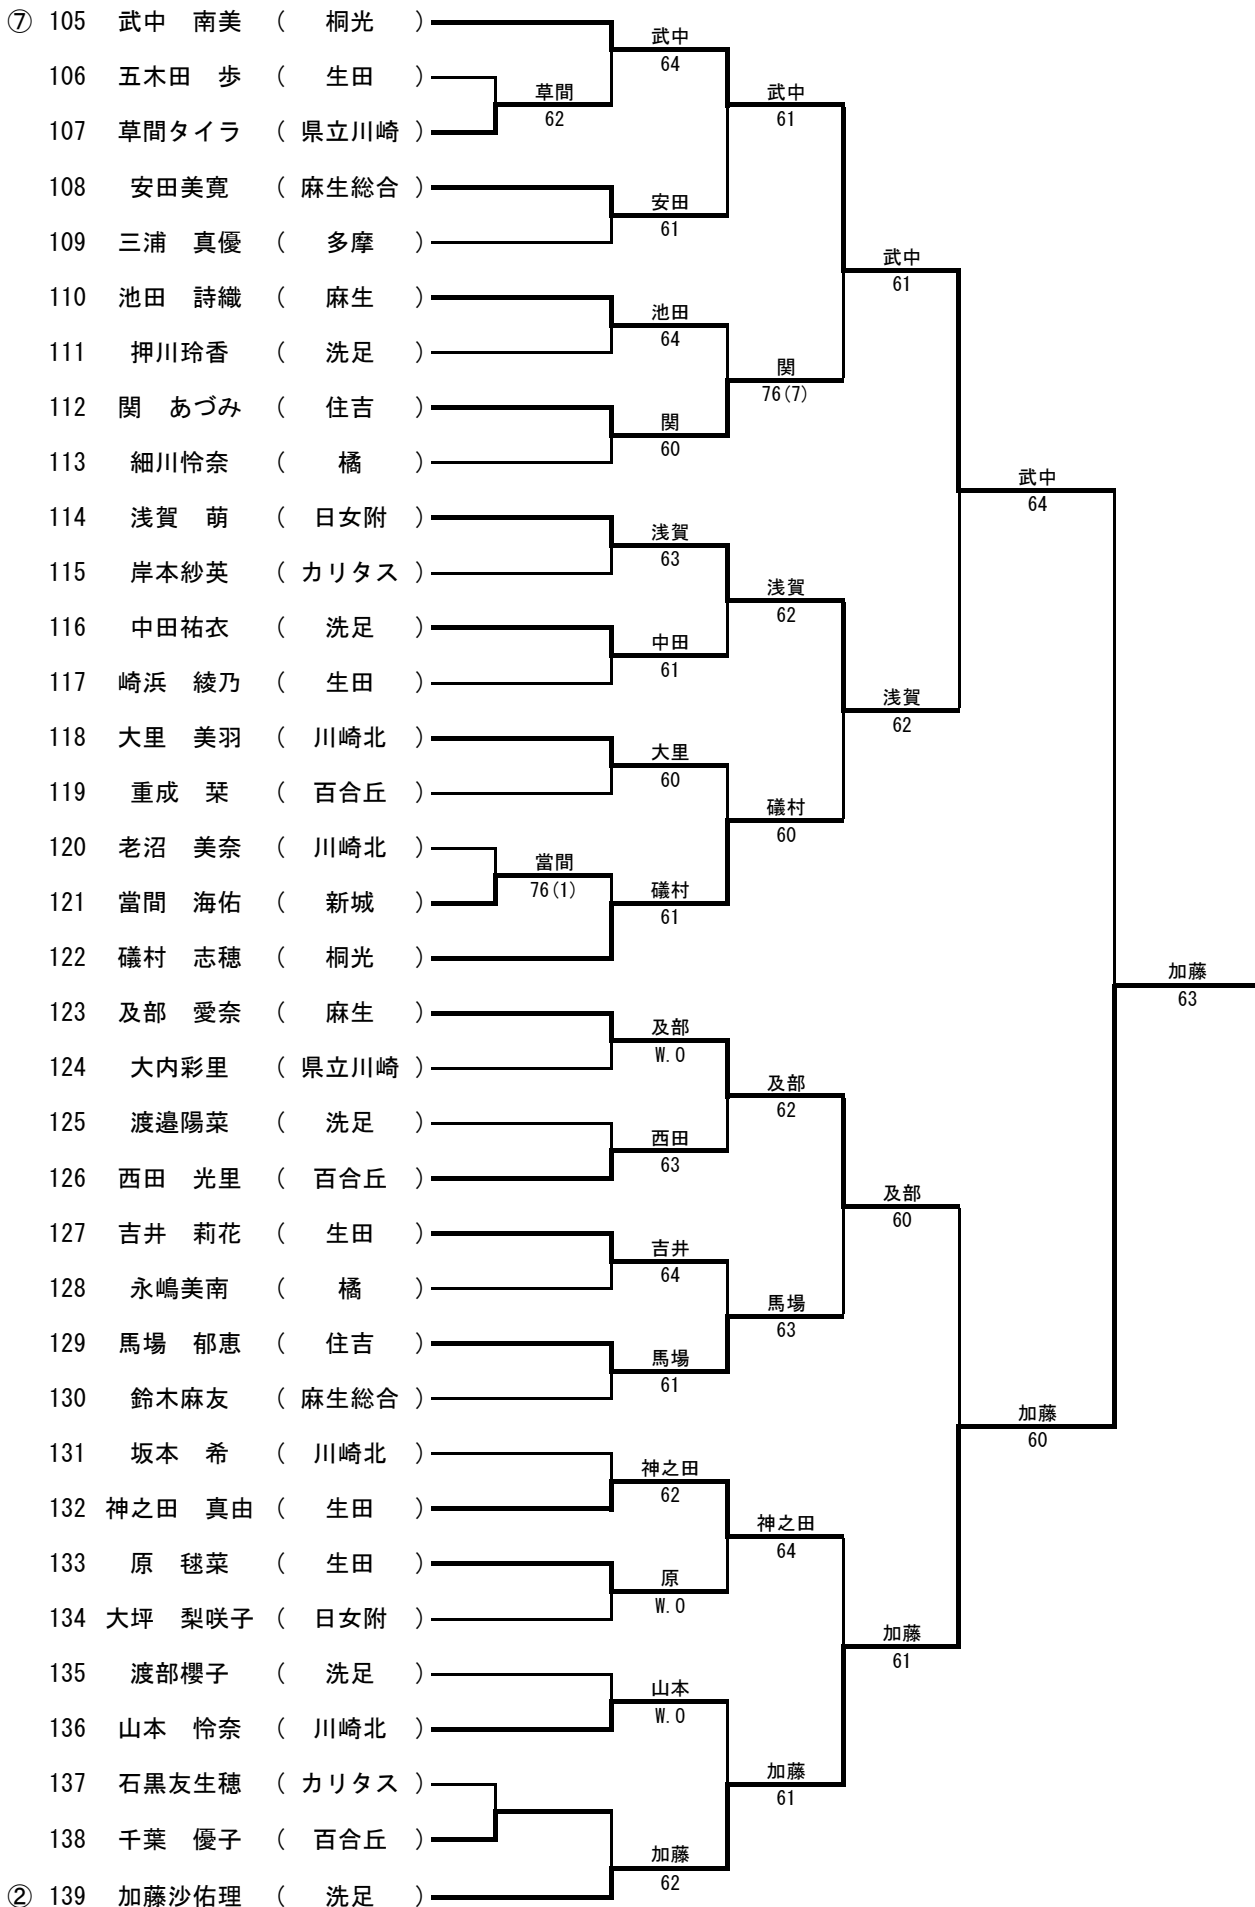 ⑦ 105 武中 南美 ( 桐光 )
武中
64
106 五木田 歩 ( 生田 )
草間
62
武中
61
107 草間タイラ ( 県立川崎 )
108 安田美寛 ( 麻生総合 )
安田
61
109 三浦 真優 ( 多摩 )
武中
61
110 池田 詩織 ( 麻生 )
池田
64
111 押川玲香 ( 洗足 )
関
76(7)
112 関 あづみ ( 住吉 )
関
60
113 細川怜奈 ( 橘 )
武中
64
114 浅賀 萌 ( 日女附 )
浅賀
63
115 岸本紗英 ( カリタス )
浅賀
62
116 中田祐衣 ( 洗足 )
中田
61
117 崎浜 綾乃 ( 生田 )
浅賀
62
118 大里 美羽 ( 川崎北 )
大里
60
119 重成 栞 ( 百合丘 )
礒村
60
120 老沼 美奈 ( 川崎北 )
當間
76(1)
121 當間 海佑 ( 新城 )
礒村
61
122 礒村 志穂 ( 桐光 )
加藤
63
123 及部 愛奈 ( 麻生 )
及部
W.O
124 大内彩里 ( 県立川崎 )
及部
62
125 渡邉陽菜 ( 洗足 )
西田
63
126 西田 光里 ( 百合丘 )
及部
60
127 吉井 莉花 ( 生田 )
吉井
64
128 永嶋美南 ( 橘 )
馬場
63
129 馬場 郁恵 ( 住吉 )
馬場
61
130 鈴木麻友 ( 麻生総合 )
加藤
60
131 坂本 希 ( 川崎北 )
神之田
62
132 神之田 真由 ( 生田 )
神之田
64
133 原 毬菜 ( 生田 )
原
W.O
134 大坪 梨咲子 ( 日女附 )
加藤
61
135 渡部櫻子 ( 洗足 )
山本
W.O
136 山本 怜奈 ( 川崎北 )
137 石黒友生穂 ( カリタス )
加藤
61
138 千葉 優子 ( 百合丘 )
加藤
62
② 139 加藤沙佑理 ( 洗足 )